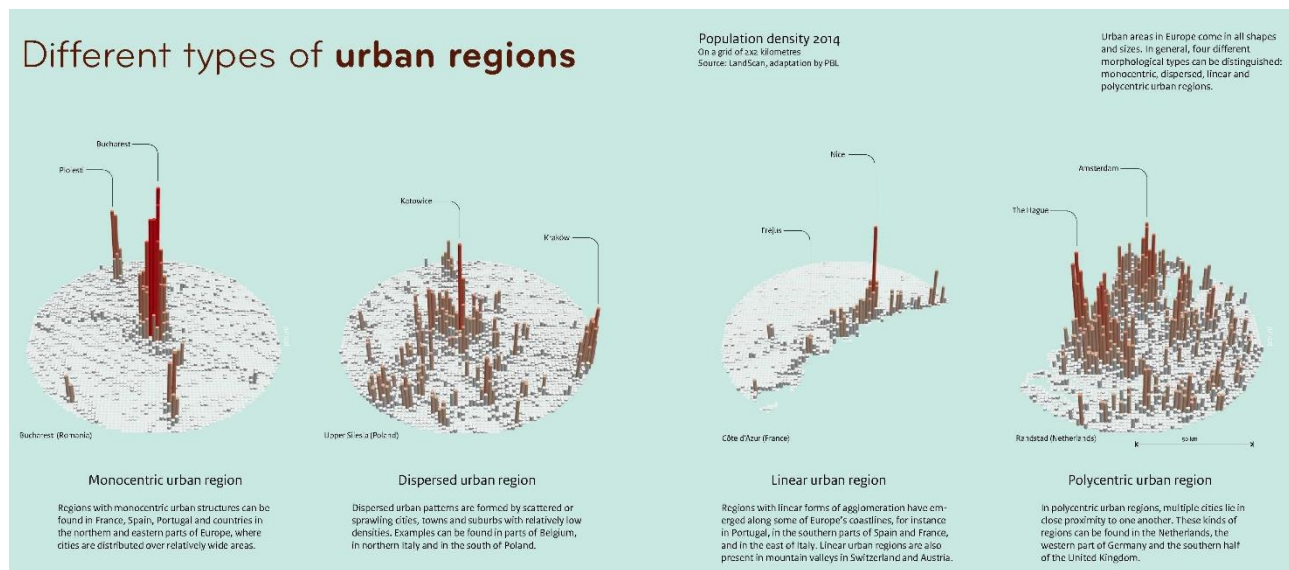 Different types of urban regions
Population density 2014
On a grid of 2x2 kilometres
Source: LandScan, adaptation by PBL
Urban areas in Europe come in all shapes
and sizes. In general, four different
morphological types can be distinguished:
monocentric, dispersed, linear and
polycentric urban regions.
Bucharest
Ploiesti
Bucharest (Romania)
Katowice
Kraków
Upper Silesia (Poland)
Nice
Fréjus
Côte d'Azur (France)
Amsterdam
The Hague
Randstad (Netherlands)
50 km
Monocentric urban region
Regions with monocentric urban structures can be
found in France, Spain, Portugal and countries in
the northern and eastern parts of Europe, where
cities are distributed over relatively wide areas.
Dispersed urban region
Dispersed urban patterns are formed by scattered or
sprawling cities, towns and suburbs with relatively low
densities. Examples can be found in parts of Belgium,
in northern Italy and in the south of Poland.
Linear urban region
Regions with linear forms of agglomeration have em-
erged along some of Europe's coastlines, for instance
in Portugal, in the southern parts of Spain and France,
and in the east of Italy. Linear urban regions are also
present in mountain valleys in Switzerland and Austria.
Polycentric urban region
In polycentric urban regions, multiple cities lie in
close proximity to one another. These kinds of
regions can be found in the Netherlands, the
western part of Germany and the southern half
of the United Kingdom.